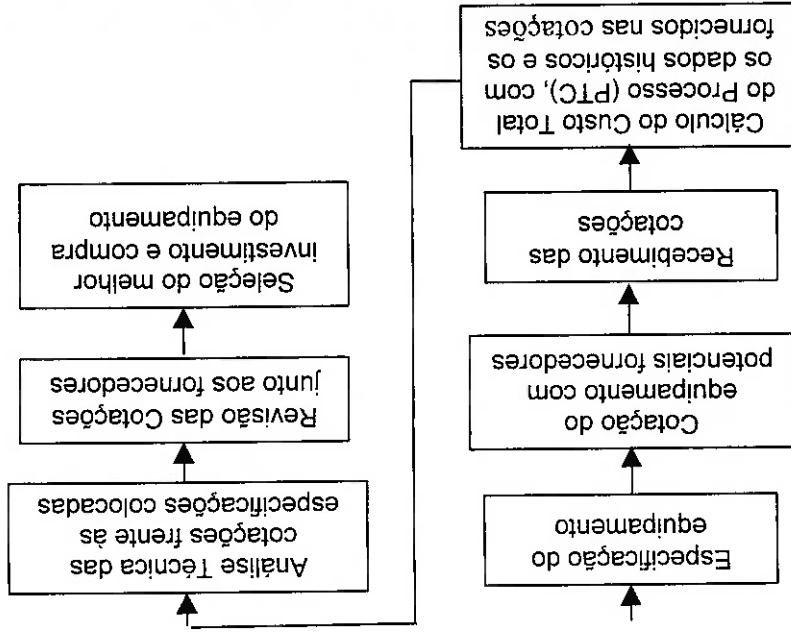 Especificação do
equipamento
Cotação do
equipamento com
potenciais fornecedores
Recebimento das
cotações
Cálculo do Custo Total
do Processo (PTC), com
os dados históricos e os
fornecidos nas cotações
Análise Técnica das
cotações frente às
especificações colocadas
Revisão das Cotações
junto aos fornecedores
Seleção do melhor
investimento e compra
do equipamento